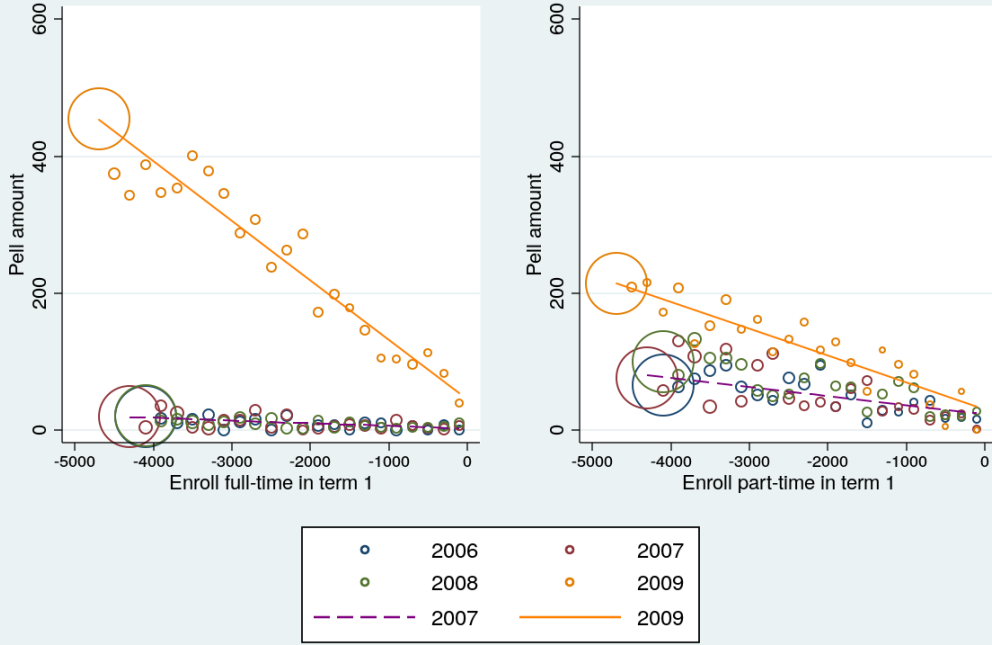 600
400
200
0
Pell amount
-5000 -4000 -3000 -2000 -1000 0
Enroll full-time in term 1
600
400
200
0
Pell amount
-5000 -4000 -3000 -2000 -1000 0
Enroll part-time in term 1
2006 2007
2008 2009
2007 2009